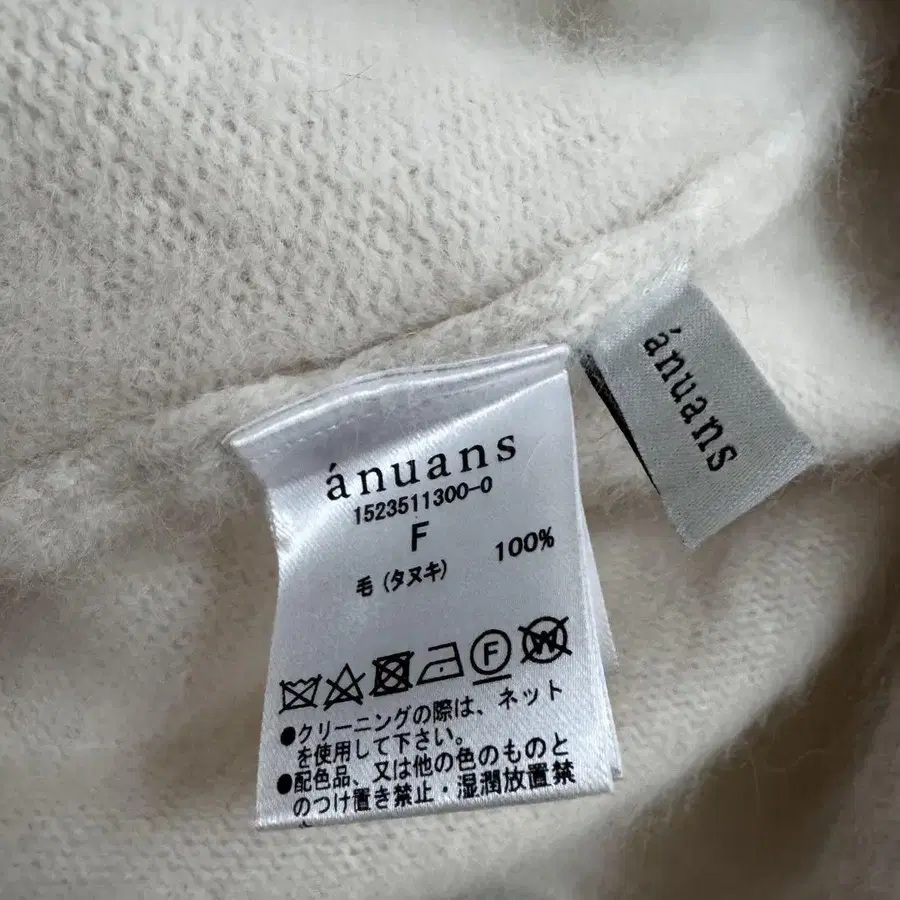 ánuans
1523511300-0
F
毛(タヌキ) 100%
F
W
●クリーニングの際は、ネット
を使用して下さい。
●配色品、又は他の色のものと
のつけ置き禁止・湿潤放置禁
ánuans